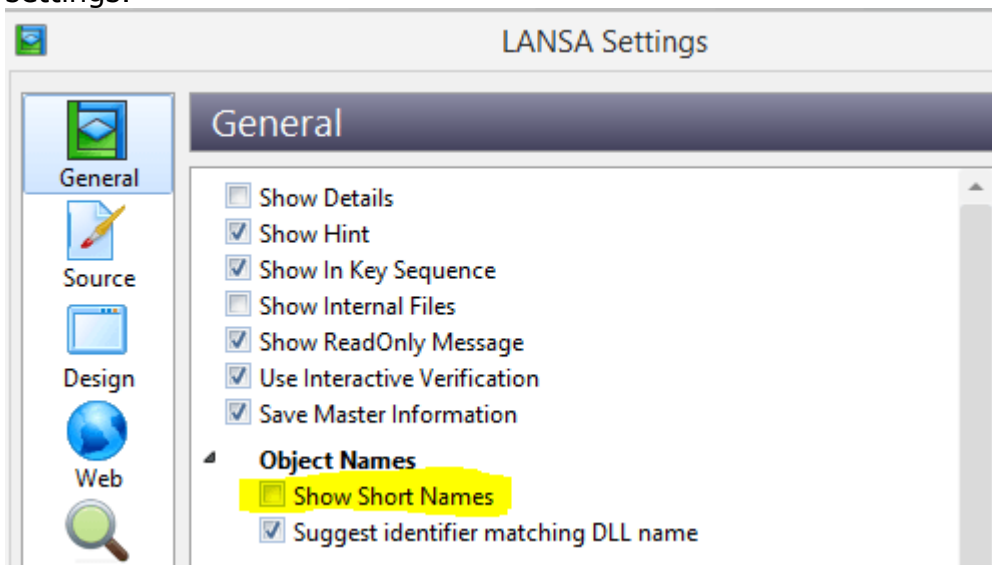 settings.
LANSA Settings
General
General
Show Details
Show Hint
Show In Key Sequence
Source
Show Internal Files
Show ReadOnly Message
Design
Use Interactive Verification
Save Master Information
Object Names
Web
Show Short Names
Suggest identifier matching DLL name